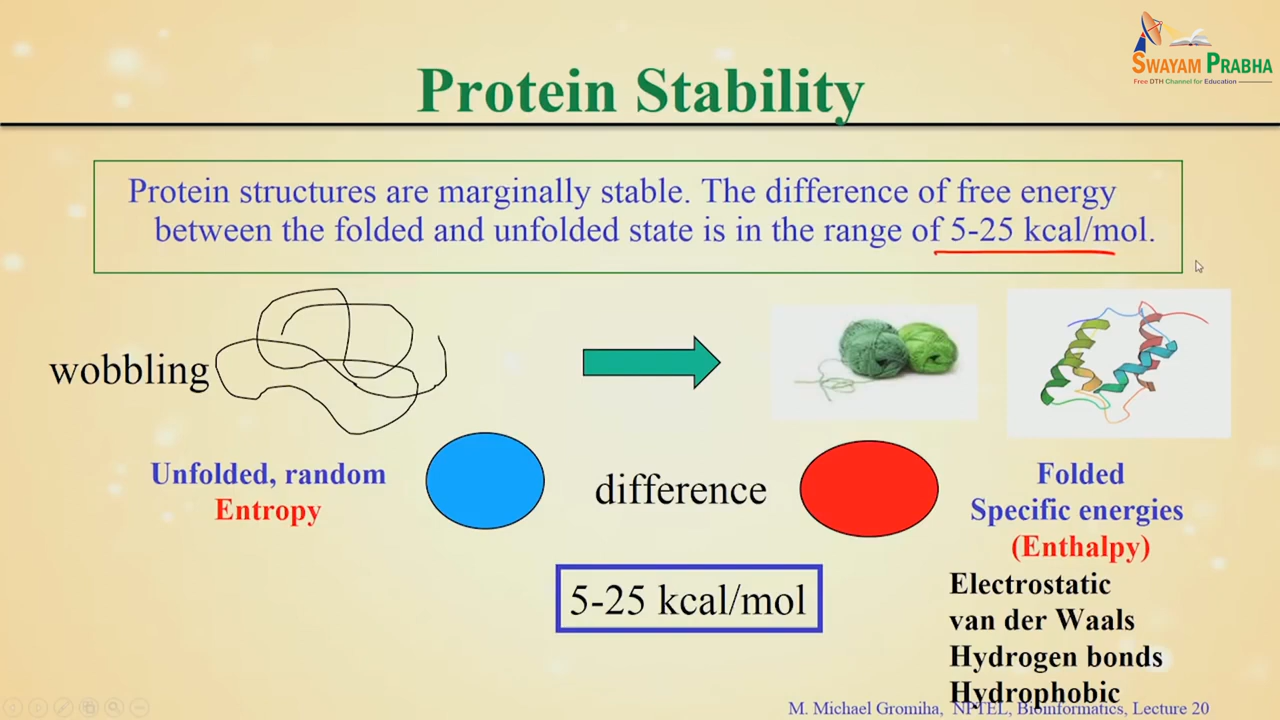 SWAYAM PRABHA
Free DTH Channel for Education
Protein Stability
Protein structures are marginally stable. The difference of free energy
between the folded and unfolded state is in the range of 5-25 kcal/mol.
wobbling
Unfolded, random
Entropy
difference
Folded
Specific energies
(Enthalpy)
5-25 kcal/mol
Electrostatic
van der Waals
Hydrogen bonds
Hydrophobic
M. Michael Gromiha, NPTEL, Bioinformatics, Lecture 20